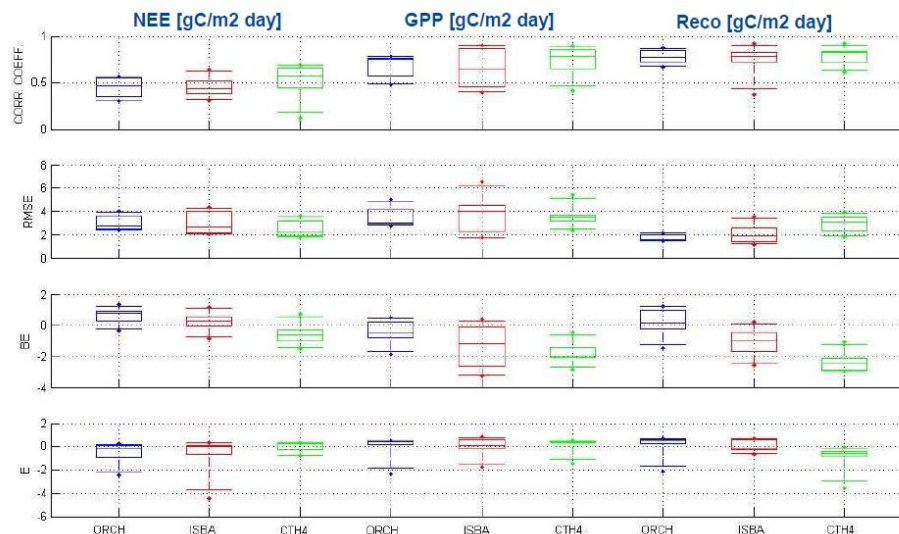 NEE [gC/m2 day] GPP [gC/m2 day] Reco [gC/m2 day]
CORR. COEFF.
1
0.5
0
RMSE
8
6
4
2
0
BE
2
0
-2
-4
E
2
0
-2
-4
-6
ORCH ISBA CTH4 ORCH ISBA CTH4 ORCH ISBA CTH4